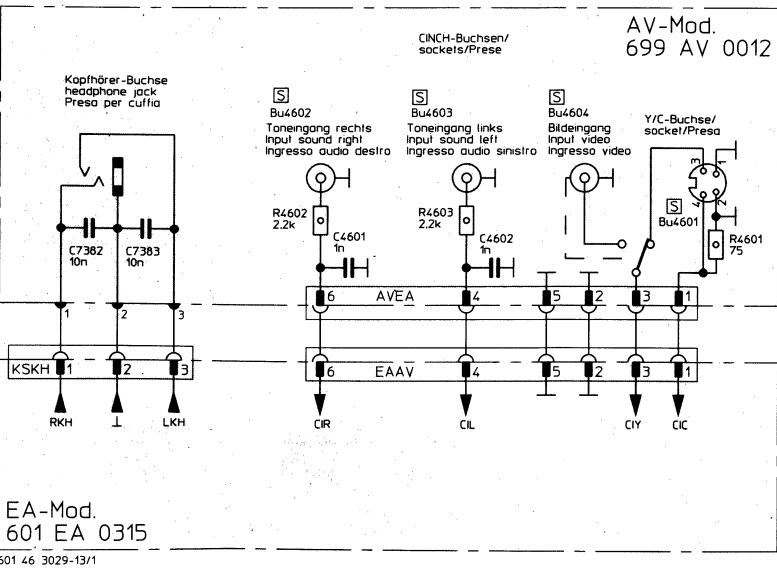 AV-Mod.
699 AV 0012
CINCH-Buchsen/
sockets/Prese
Kopfhörer-Buchse
headphone jack
Presa per cuffia
S
Bu4602
Toneingang rechts
Input sound right
Ingresso audio destro
S
Bu4603
Toneingang links
Input sound left
Ingresso audio sinistro
S
Bu4604
Bildeingang
Input video
Ingresso video
Y/C-Buchse/
socket/Presa
3
1
4
2
S
Bu4601
R4601
75
R4602
2.2k
C4601
1n
R4603
2.2k
C4602
1n
C7382
10n
C7383
10n
6 AVEA 4 5 2 3 1
1 2 3
KSKH 1 2 3
6 EAAV 4 5 2 3 1
RKH LKH CIR CIL CIY CIC
EA-Mod.
601 EA 0315
601 46 3029-13/1